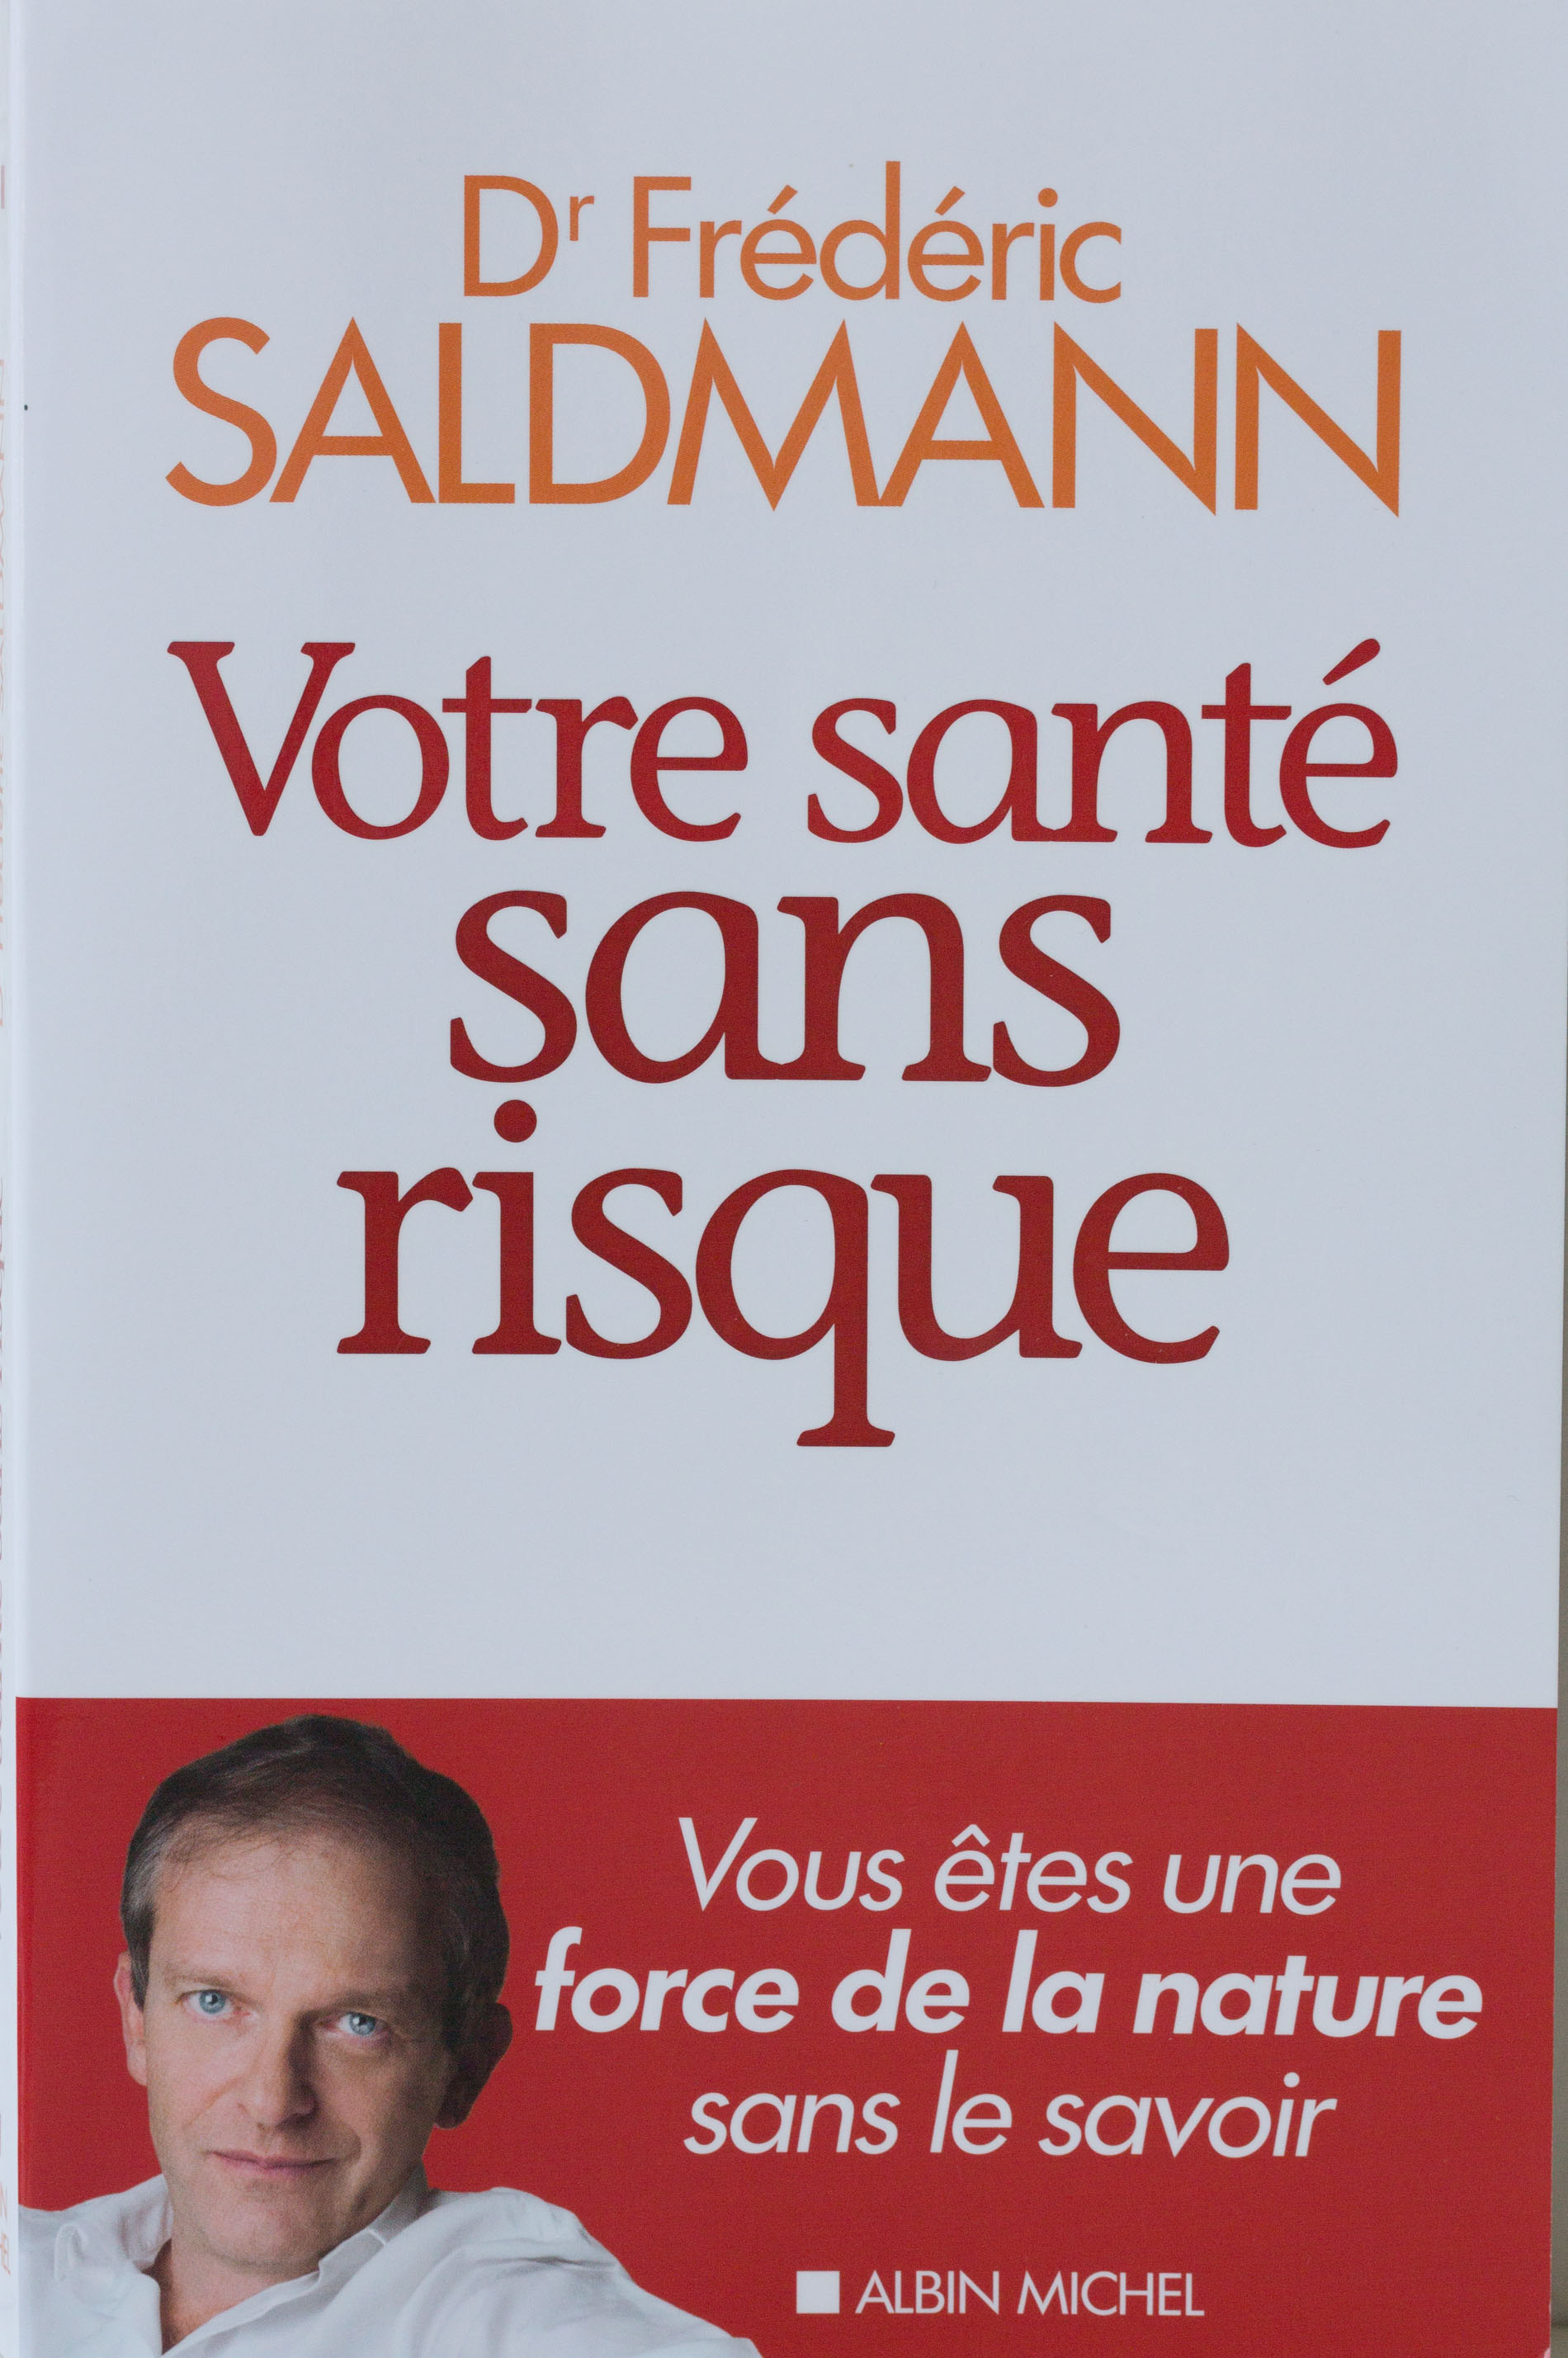 Dr Frédéric
SALDMANN
Votre santé
sans
risque
Vous êtes une
force de la nature
sans le savoir
ALBIN MICHEL